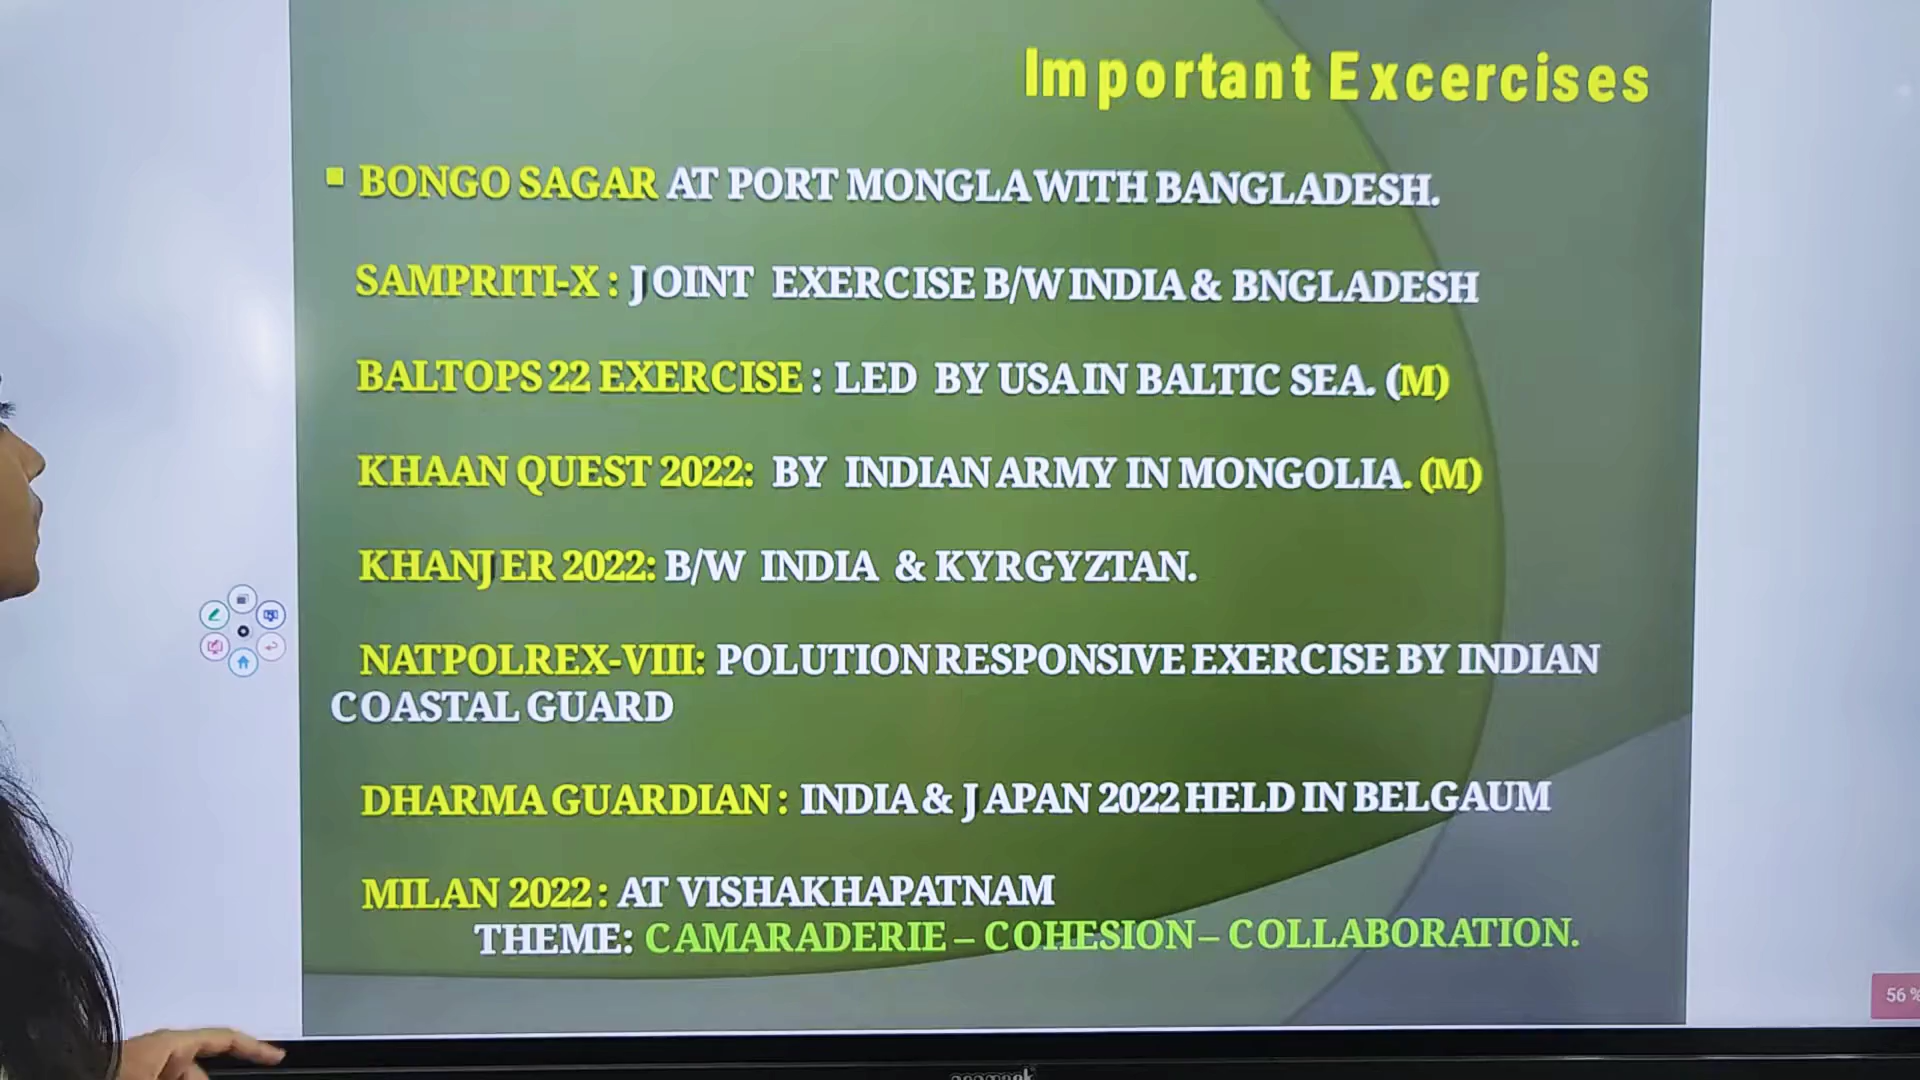 Important Excercises
BONGO SAGAR AT PORT MONGLA WITH BANGLADESH.
SAMPRITI-X : JOINT EXERCISE B/W INDIA & BNGLADESH
BALTOPS 22 EXERCISE : LED BY USA IN BALTIC SEA. (M)
KHAAN QUEST 2022: BY INDIAN ARMY IN MONGOLIA. (M)
KHANJER 2022: B/W INDIA & KYRGYZTAN.
NATPOLREX-VIII: POLUTION RESPONSIVE EXERCISE BY INDIAN
COASTAL GUARD
DHARMA GUARDIAN : INDIA & JAPAN 2022 HELD IN BELGAUM
MILAN 2022 : AT VISHAKHAPATNAM
THEME: CAMARADERIE – COHESION – COLLABORATION.
56 %